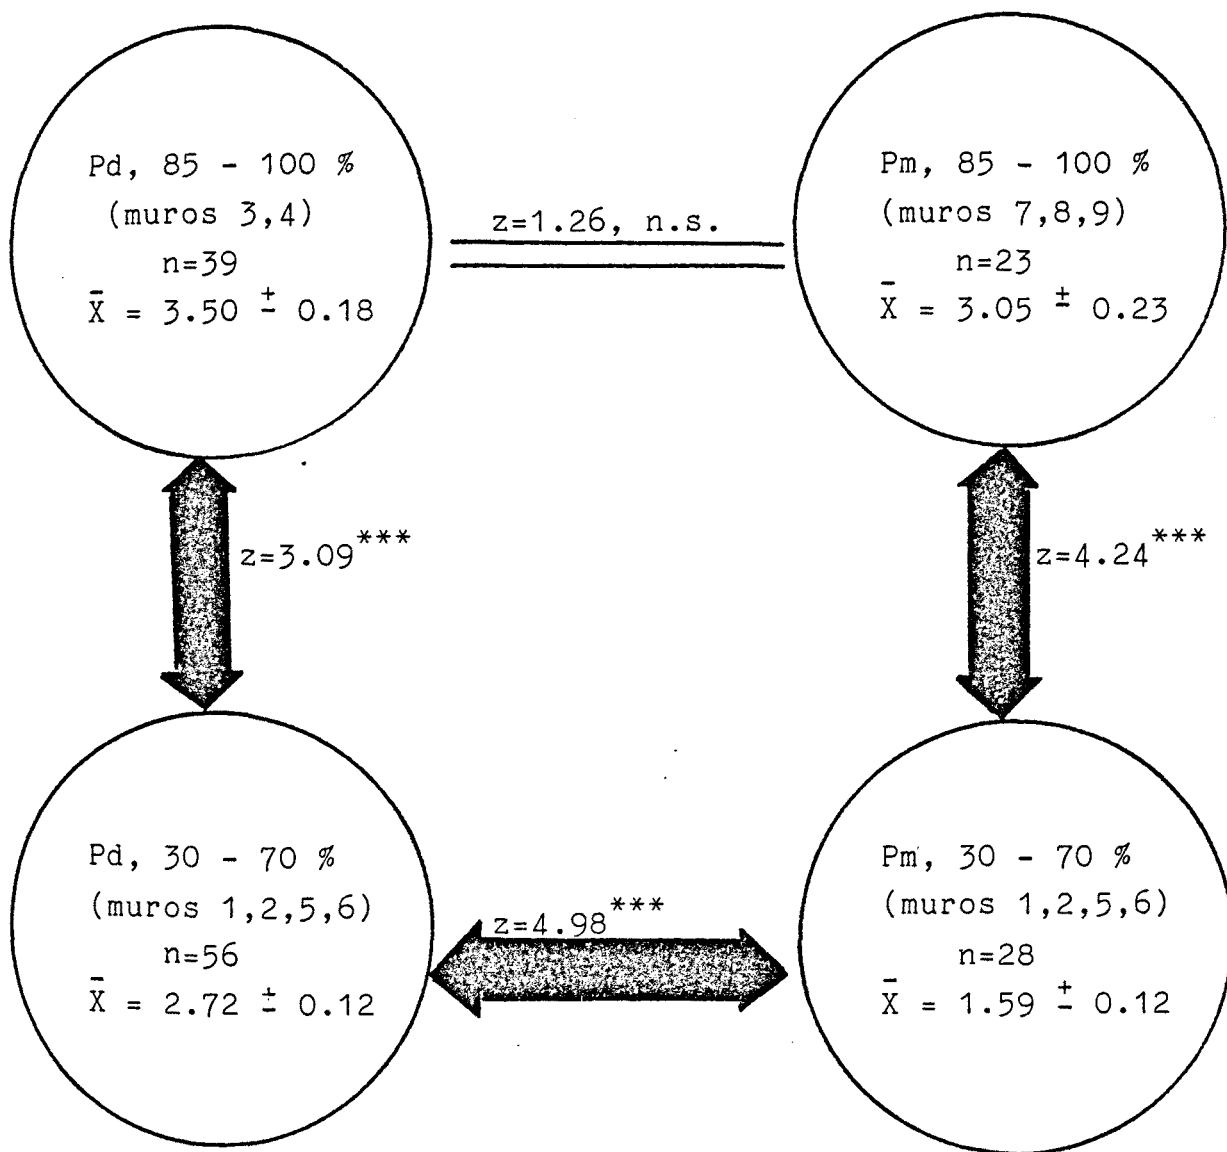 Pd, 85 - 100 %
(muros 3,4)
n=39
X̄ = 3.50 ± 0.18
z=1.26, n.s.
Pm, 85 - 100 %
(muros 7,8,9)
n=23
X̄ = 3.05 ± 0.23
z=3.09***
z=4.24***
Pd, 30 - 70 %
(muros 1,2,5,6)
n=56
X̄ = 2.72 ± 0.12
z=4.98***
Pm, 30 - 70 %
(muros 1,2,5,6)
n=28
X̄ = 1.59 ± 0.12